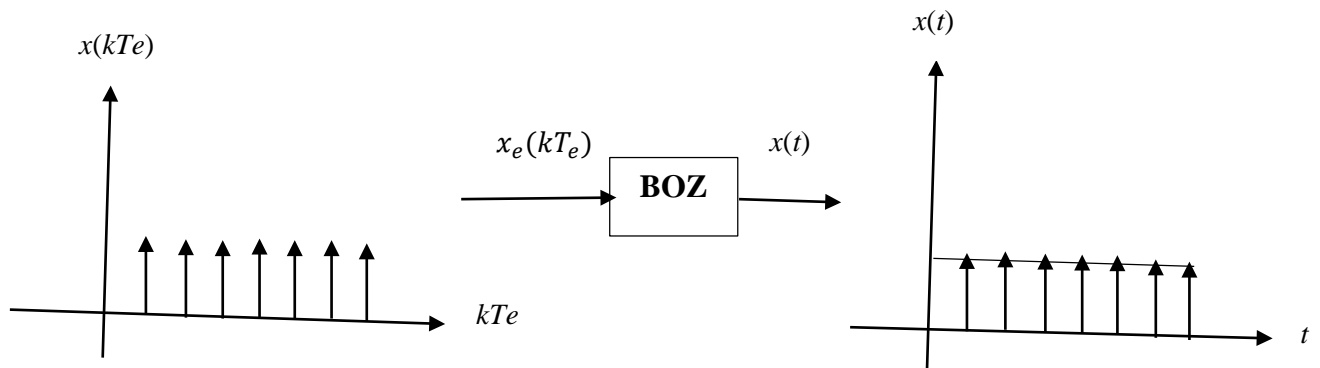 x(kTe)
kTe
x_e(kT_e)
BOZ
x(t)
x(t)
t